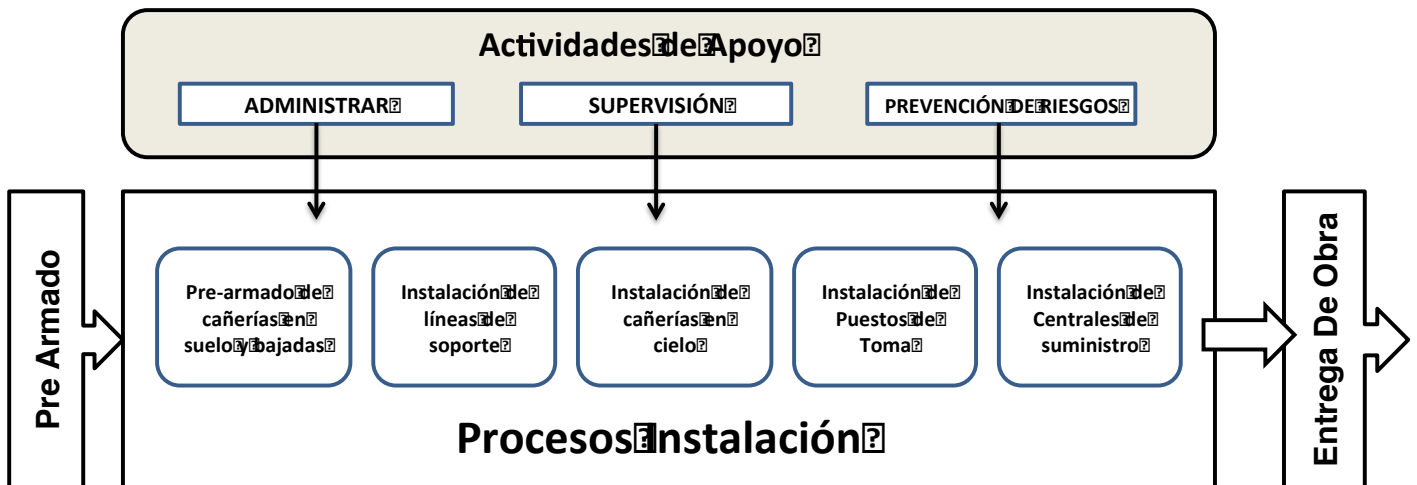 Actividades de Apoyo
ADMINISTRAR
SUPERVISIÓN
PREVENCIÓN DE RIESGOS
Pre Armado
Pre-armado de
cañerías en
suelo y bajadas
Instalación de
líneas de
soporte
Instalación de
cañerías en
cielo
Instalación de
Puestos de
Toma
Instalación de
Centrales de
suministro
Procesos Instalación
Entrega De Obra